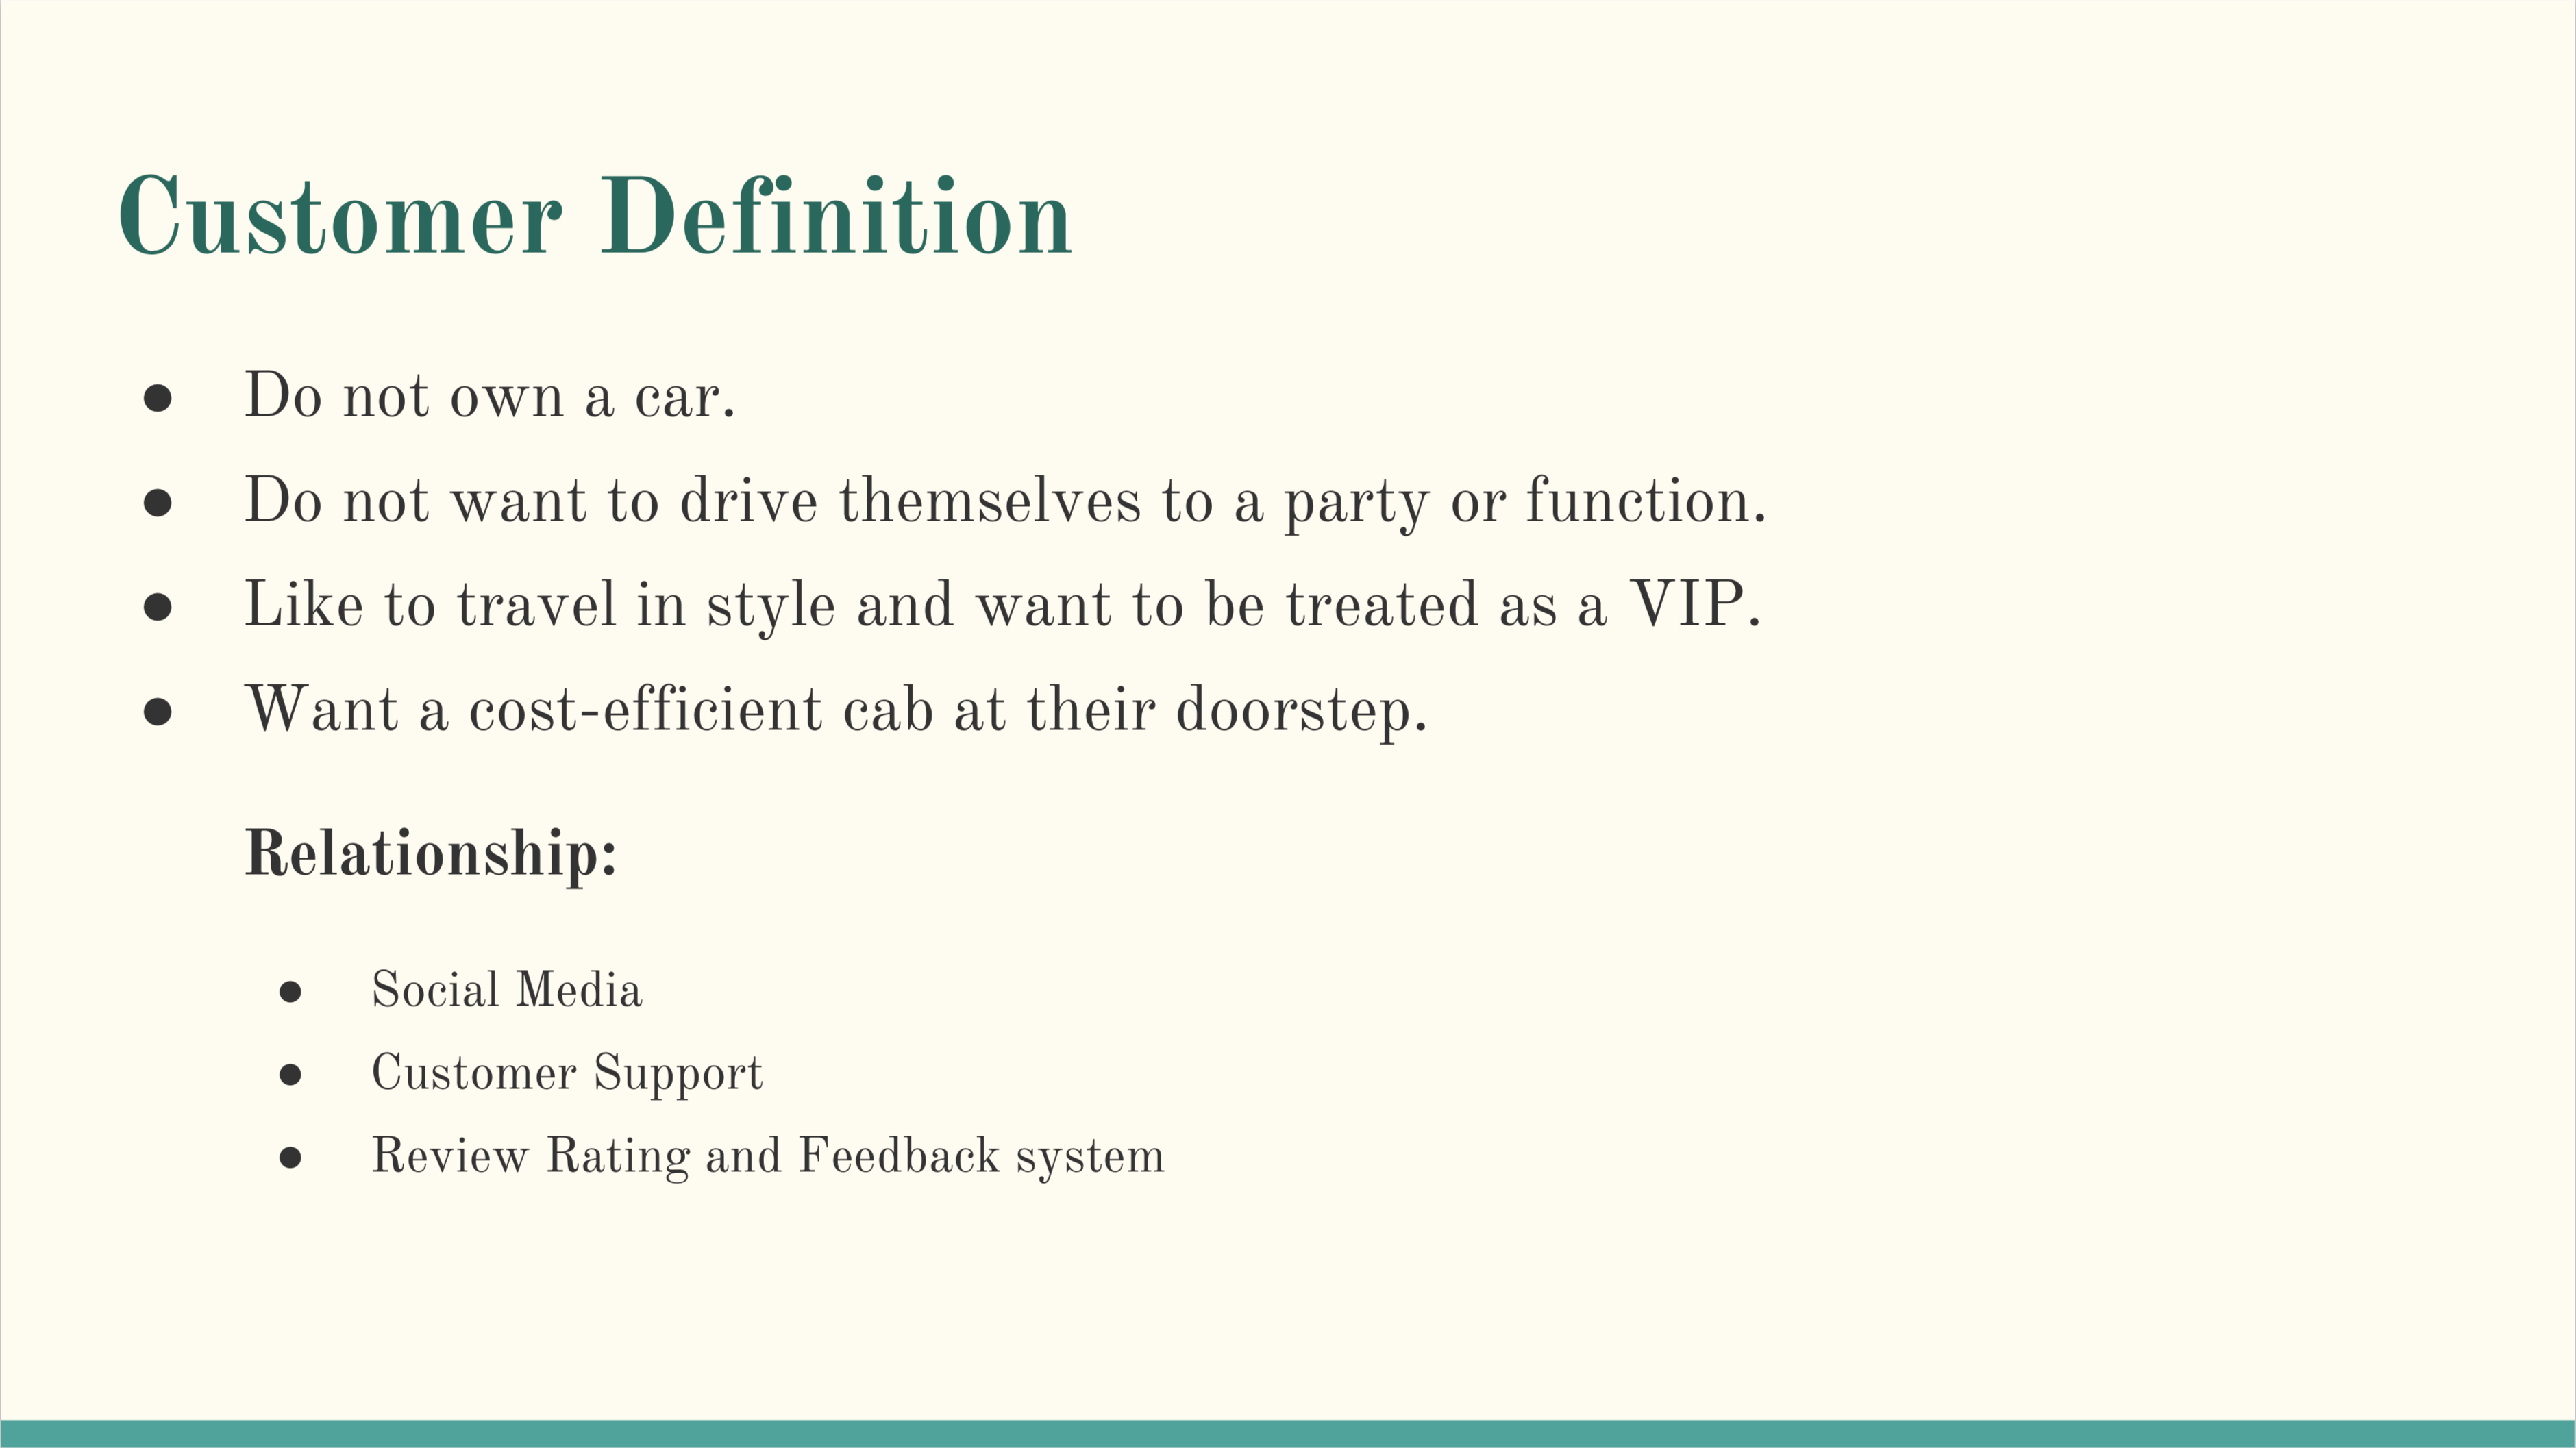 Customer Definition
● Do not own a car.
● Do not want to drive themselves to a party or function.
● Like to travel in style and want to be treated as a VIP.
● Want a cost-efficient cab at their doorstep.
Relationship:
● Social Media
● Customer Support
● Review Rating and Feedback system